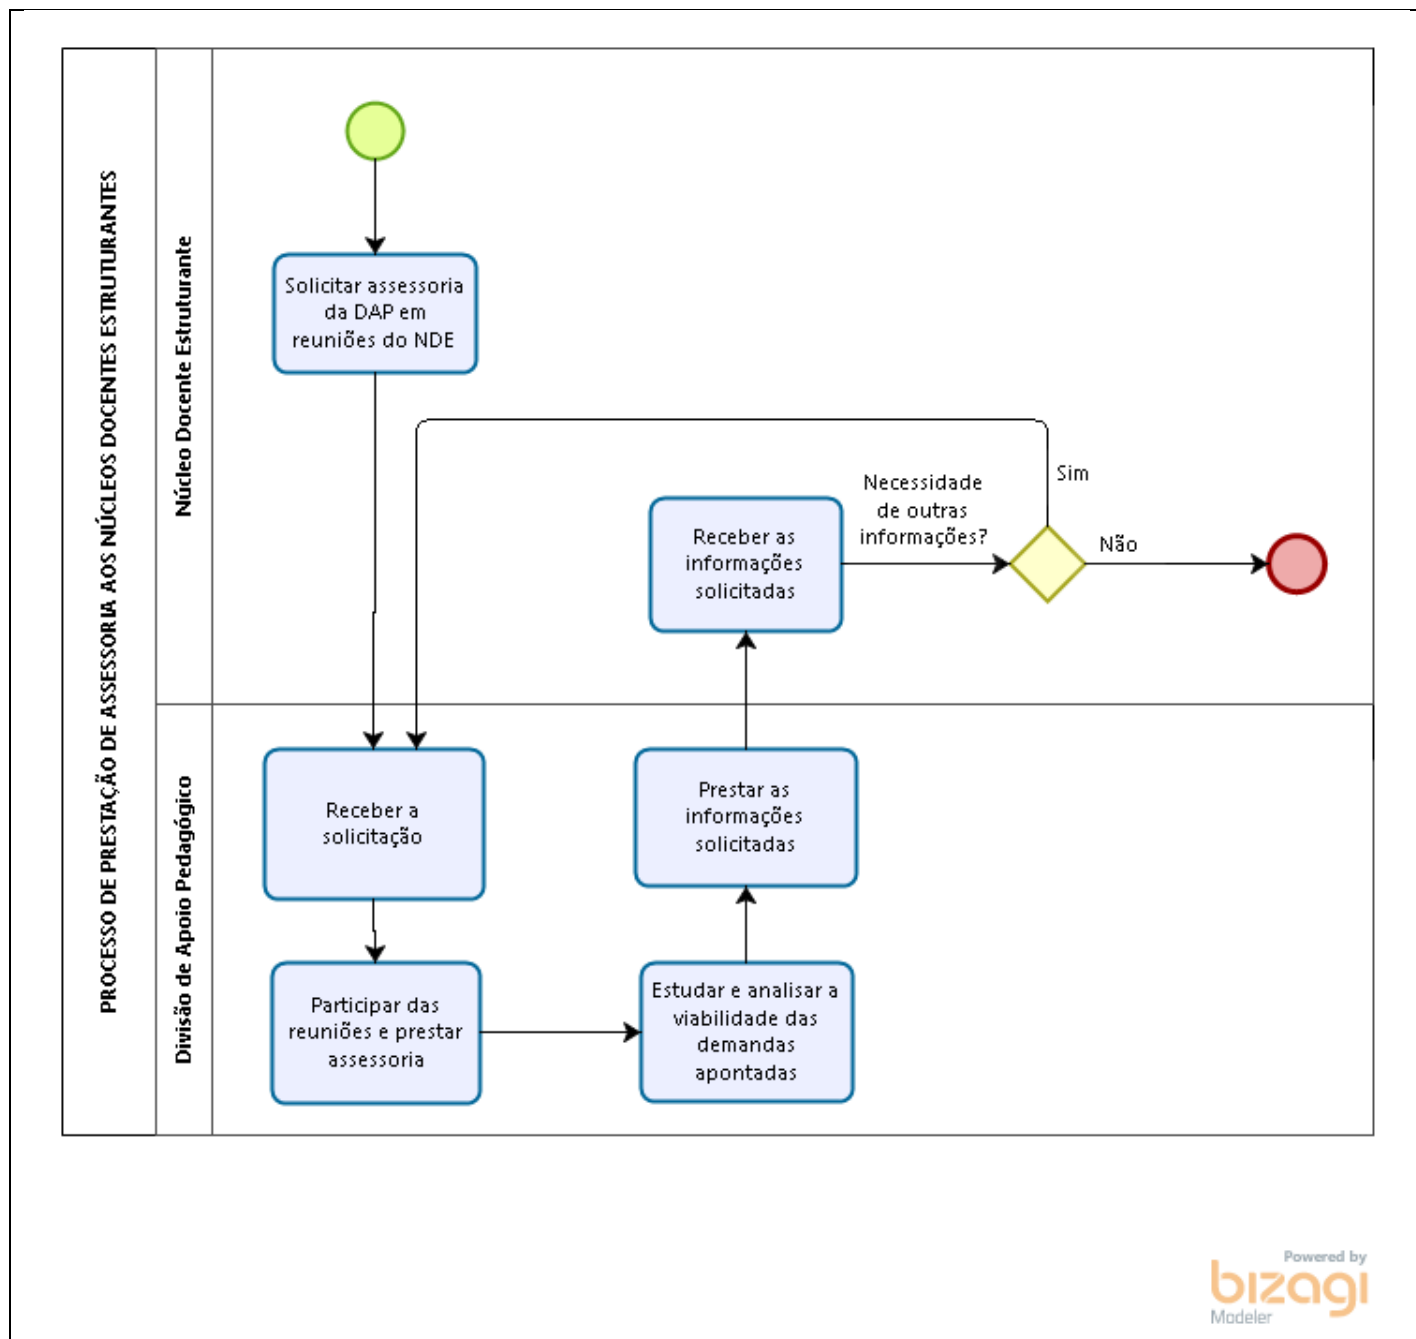 PROCESSO DE PRESTAÇÃO DE ASSESSORIA AOS NÚCLEOS DOCENTES ESTRUTURANTES
Núcleo Docente Estruturante
Solicitar assessoria
da DAP em
reuniões do NDE
Receber as
informações
solicitadas
Necessidade
de outras
informações?
Sim
Não
Divisão de Apoio Pedagógico
Receber a
solicitação
Participar das
reuniões e prestar
assessoria
Estudar e analisar a
viabilidade das
demandas
apontadas
Prestar as
informações
solicitadas
Powered by
bizagi
Modeler